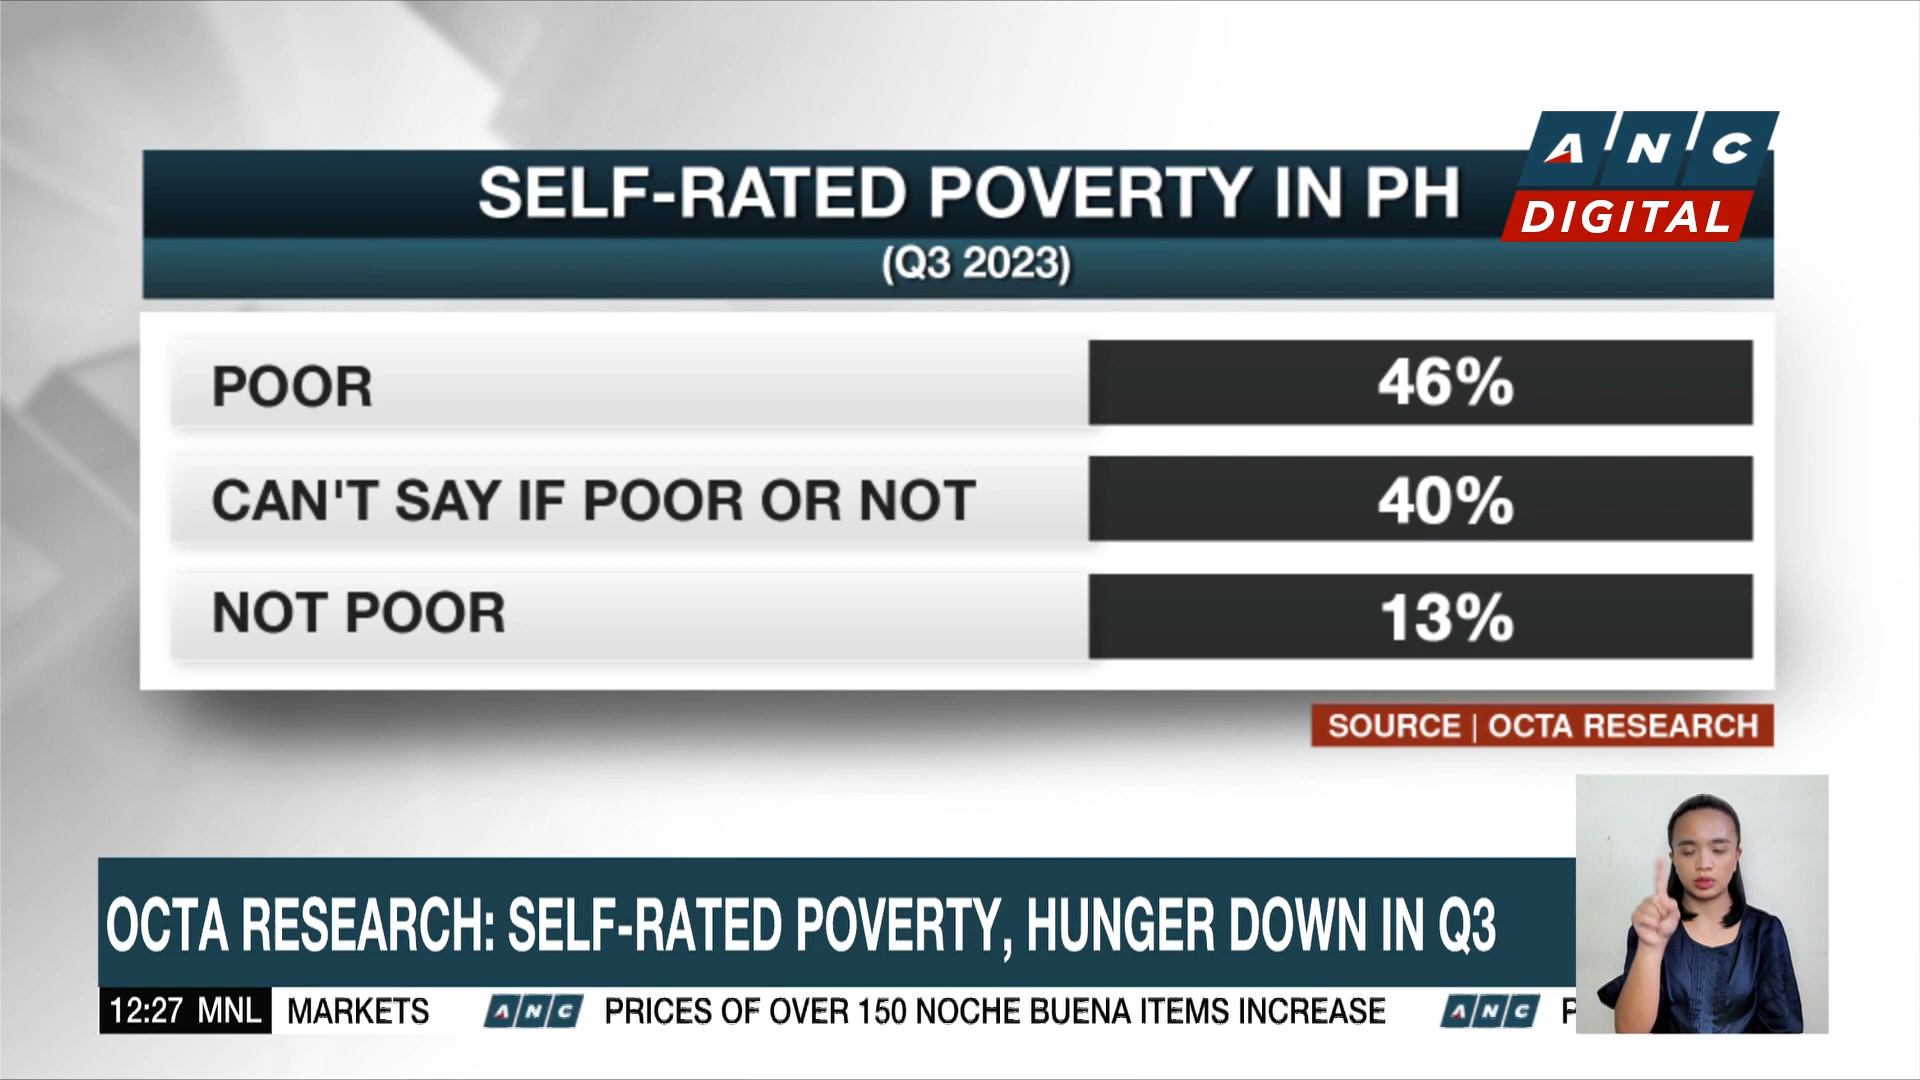 ANC
DIGITAL
SELF-RATED POVERTY IN PH
(Q3 2023)
POOR 46%
CAN'T SAY IF POOR OR NOT 40%
NOT POOR 13%
SOURCE | OCTA RESEARCH
OCTA RESEARCH: SELF-RATED POVERTY, HUNGER DOWN IN Q3
12:27 MNL MARKETS ANC PRICES OF OVER 150 NOCHE BUENA ITEMS INCREASE ANC